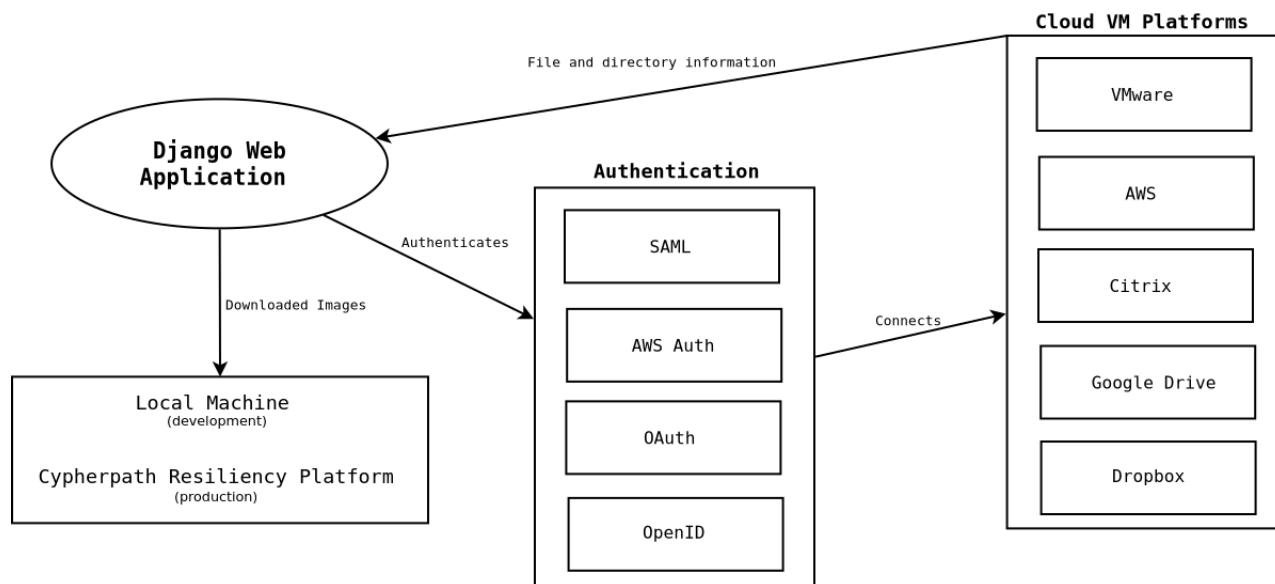 Cloud VM Platforms
File and directory information
VMware
Django Web
Application
Authentication
AWS
SAML
Authenticates
Citrix
Downloaded Images
Connects
AWS Auth
Google Drive
Local Machine
(development)
OAuth
Cypherpath Resiliency Platform
(production)
Dropbox
OpenID